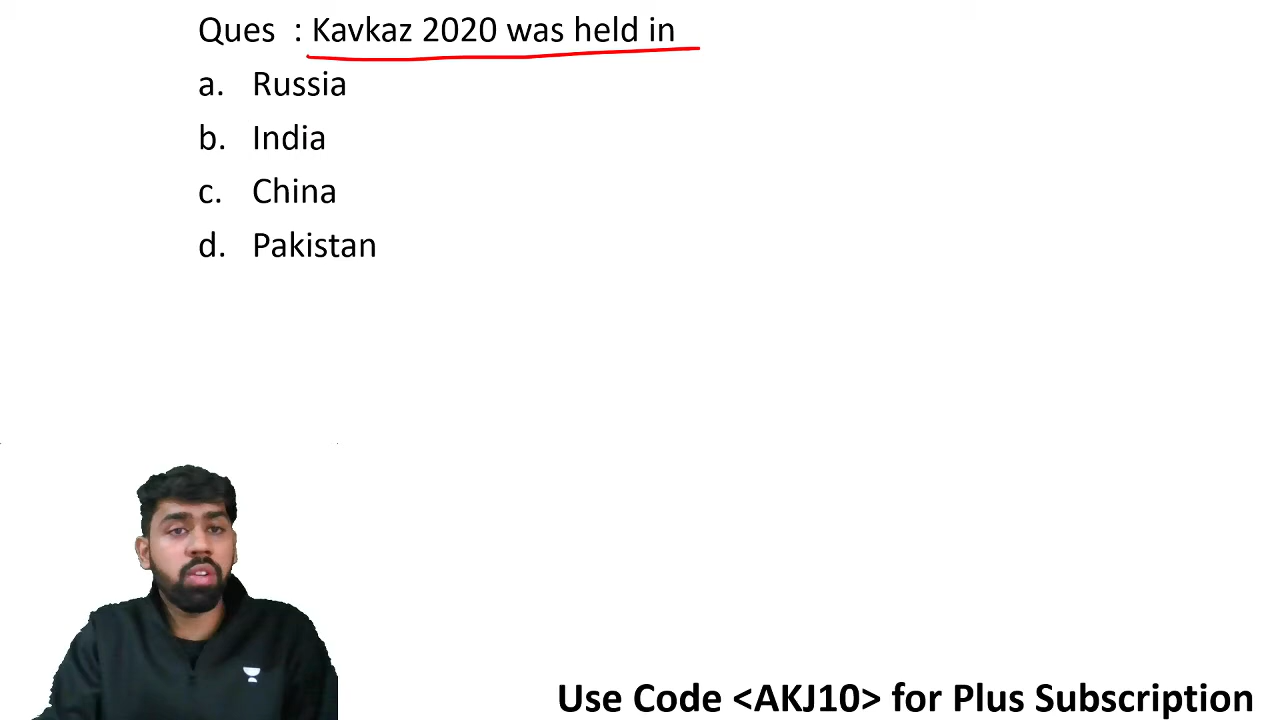 Ques : Kavkaz 2020 was held in
a. Russia
b. India
c. China
d. Pakistan
Use Code <AKJ10> for Plus Subscription